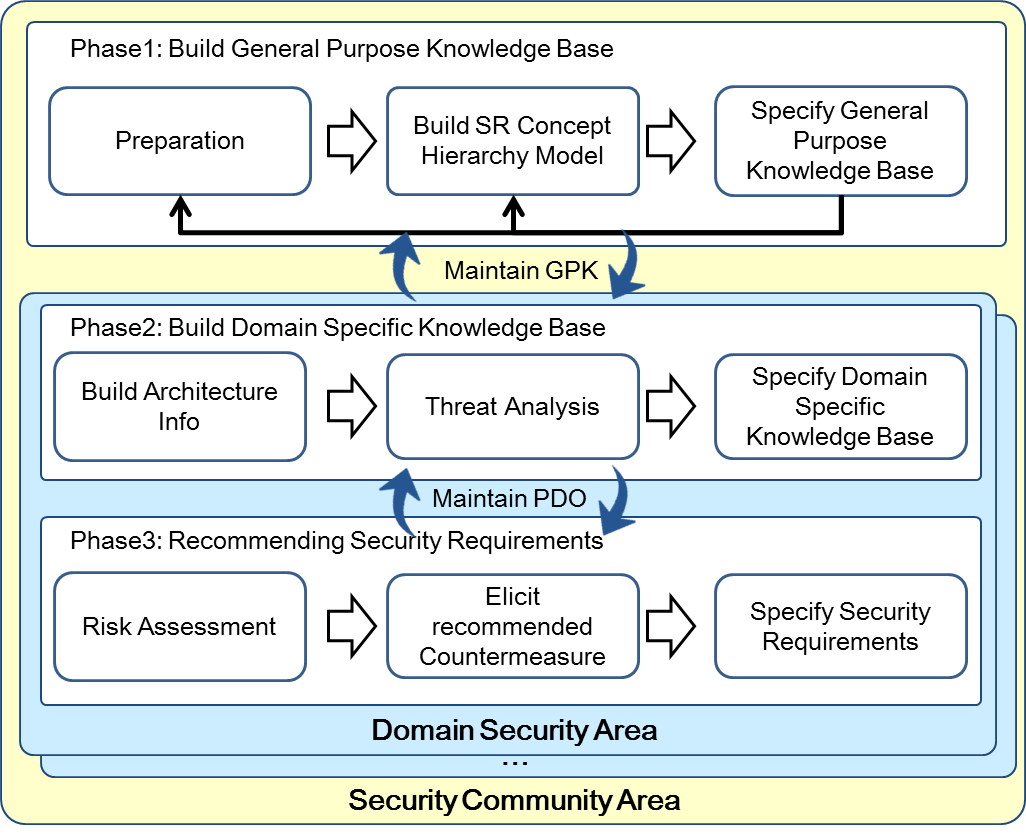 Phase1: Build General Purpose Knowledge Base
Preparation
Build SR Concept
Hierarchy Model
Specify General
Purpose
Knowledge Base
Maintain GPK
Phase2: Build Domain Specific Knowledge Base
Build Architecture
Info
Threat Analysis
Specify Domain
Specific
Knowledge Base
Maintain PDO
Phase3: Recommending Security Requirements
Risk Assessment
Elicit
recommended
Countermeasure
Specify Security
Requirements
Domain Security Area
...
Security Community Area